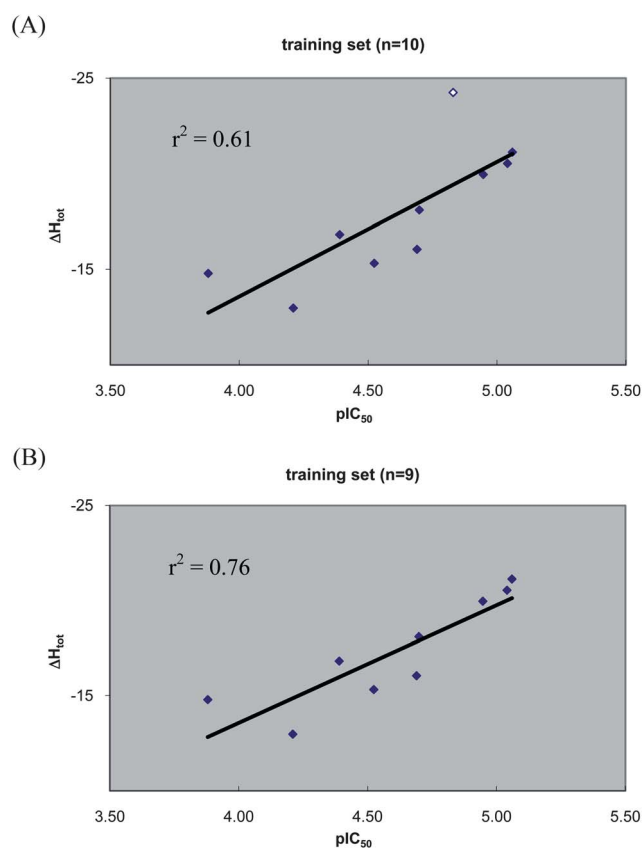 (A)
training set (n=10)
-25
r² = 0.61
ΔH_tot
-15
3.50 4.00 4.50 5.00 5.50
pIC₅₀
(B)
training set (n=9)
-25
r² = 0.76
ΔH_tot
-15
3.50 4.00 4.50 5.00 5.50
pIC₅₀